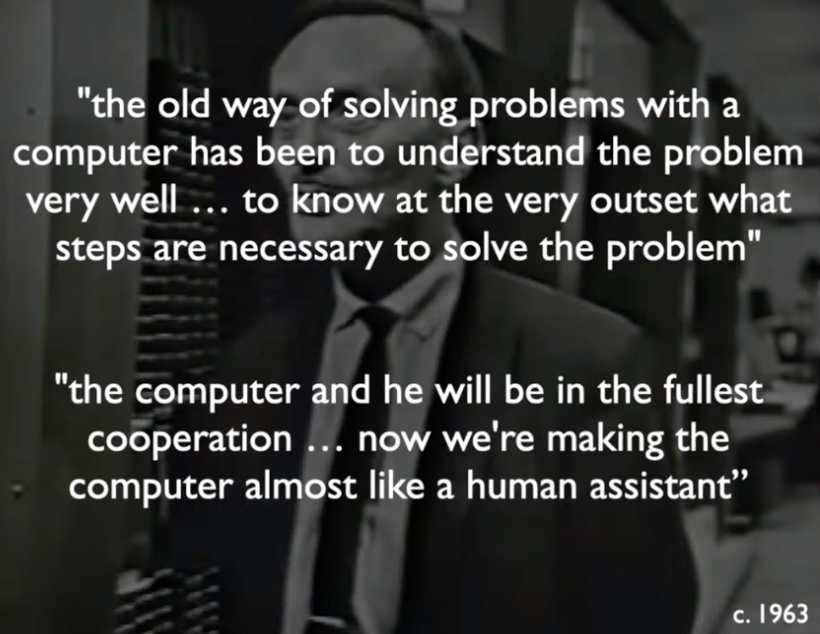 "the old way of solving problems with a
computer has been to understand the problem
very well ... to know at the very outset what
steps are necessary to solve the problem"
"the computer and he will be in the fullest
cooperation ... now we're making the
computer almost like a human assistant”
c. 1963